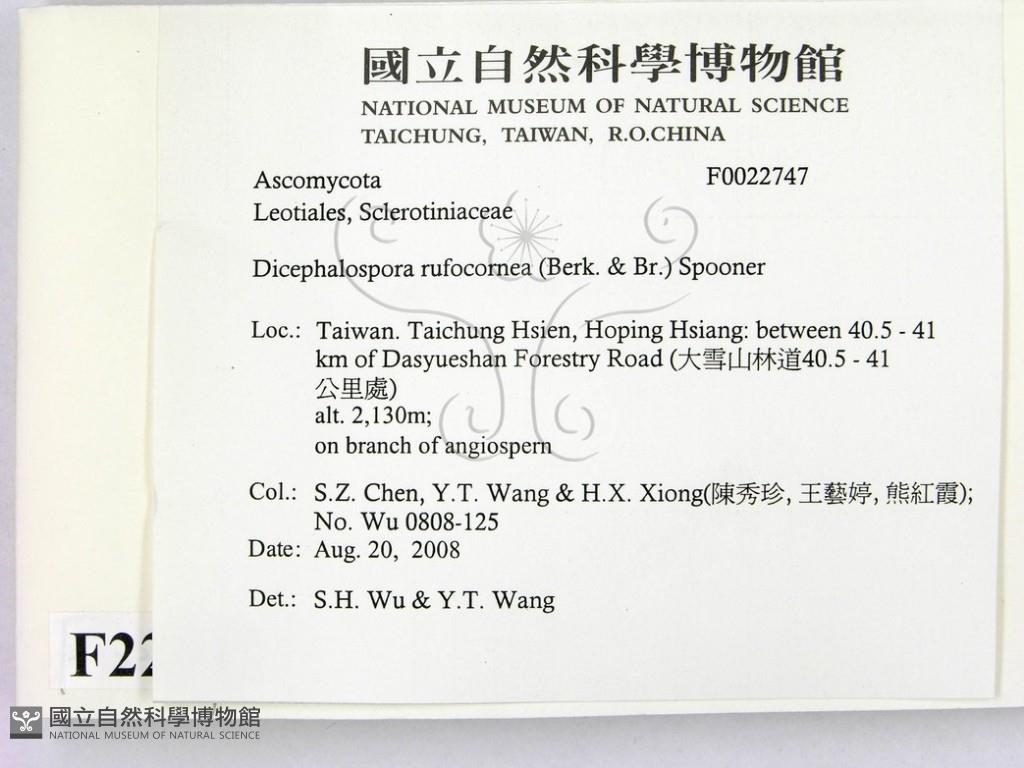 國立自然科學博物館
NATIONAL MUSEUM OF NATURAL SCIENCE
TAICHUNG, TAIWAN, R.O.CHINA
Ascomycota F0022747
Leotiales, Sclerotiniaceae
Dicephalospora rufocornea (Berk. & Br.) Spooner
Loc.: Taiwan. Taichung Hsien, Hoping Hsiang: between 40.5 - 41
km of Dasyueshan Forestry Road (大雪山林道40.5 - 41
公里處)
alt. 2,130m;
on branch of angiospern
Col.: S.Z. Chen, Y.T. Wang & H.X. Xiong(陳秀珍, 王藝婷, 熊紅霞);
No. Wu 0808-125
Date: Aug. 20, 2008
Det.: S.H. Wu & Y.T. Wang
F22
國立自然科學博物館
NATIONAL MUSEUM OF NATURAL SCIENCE